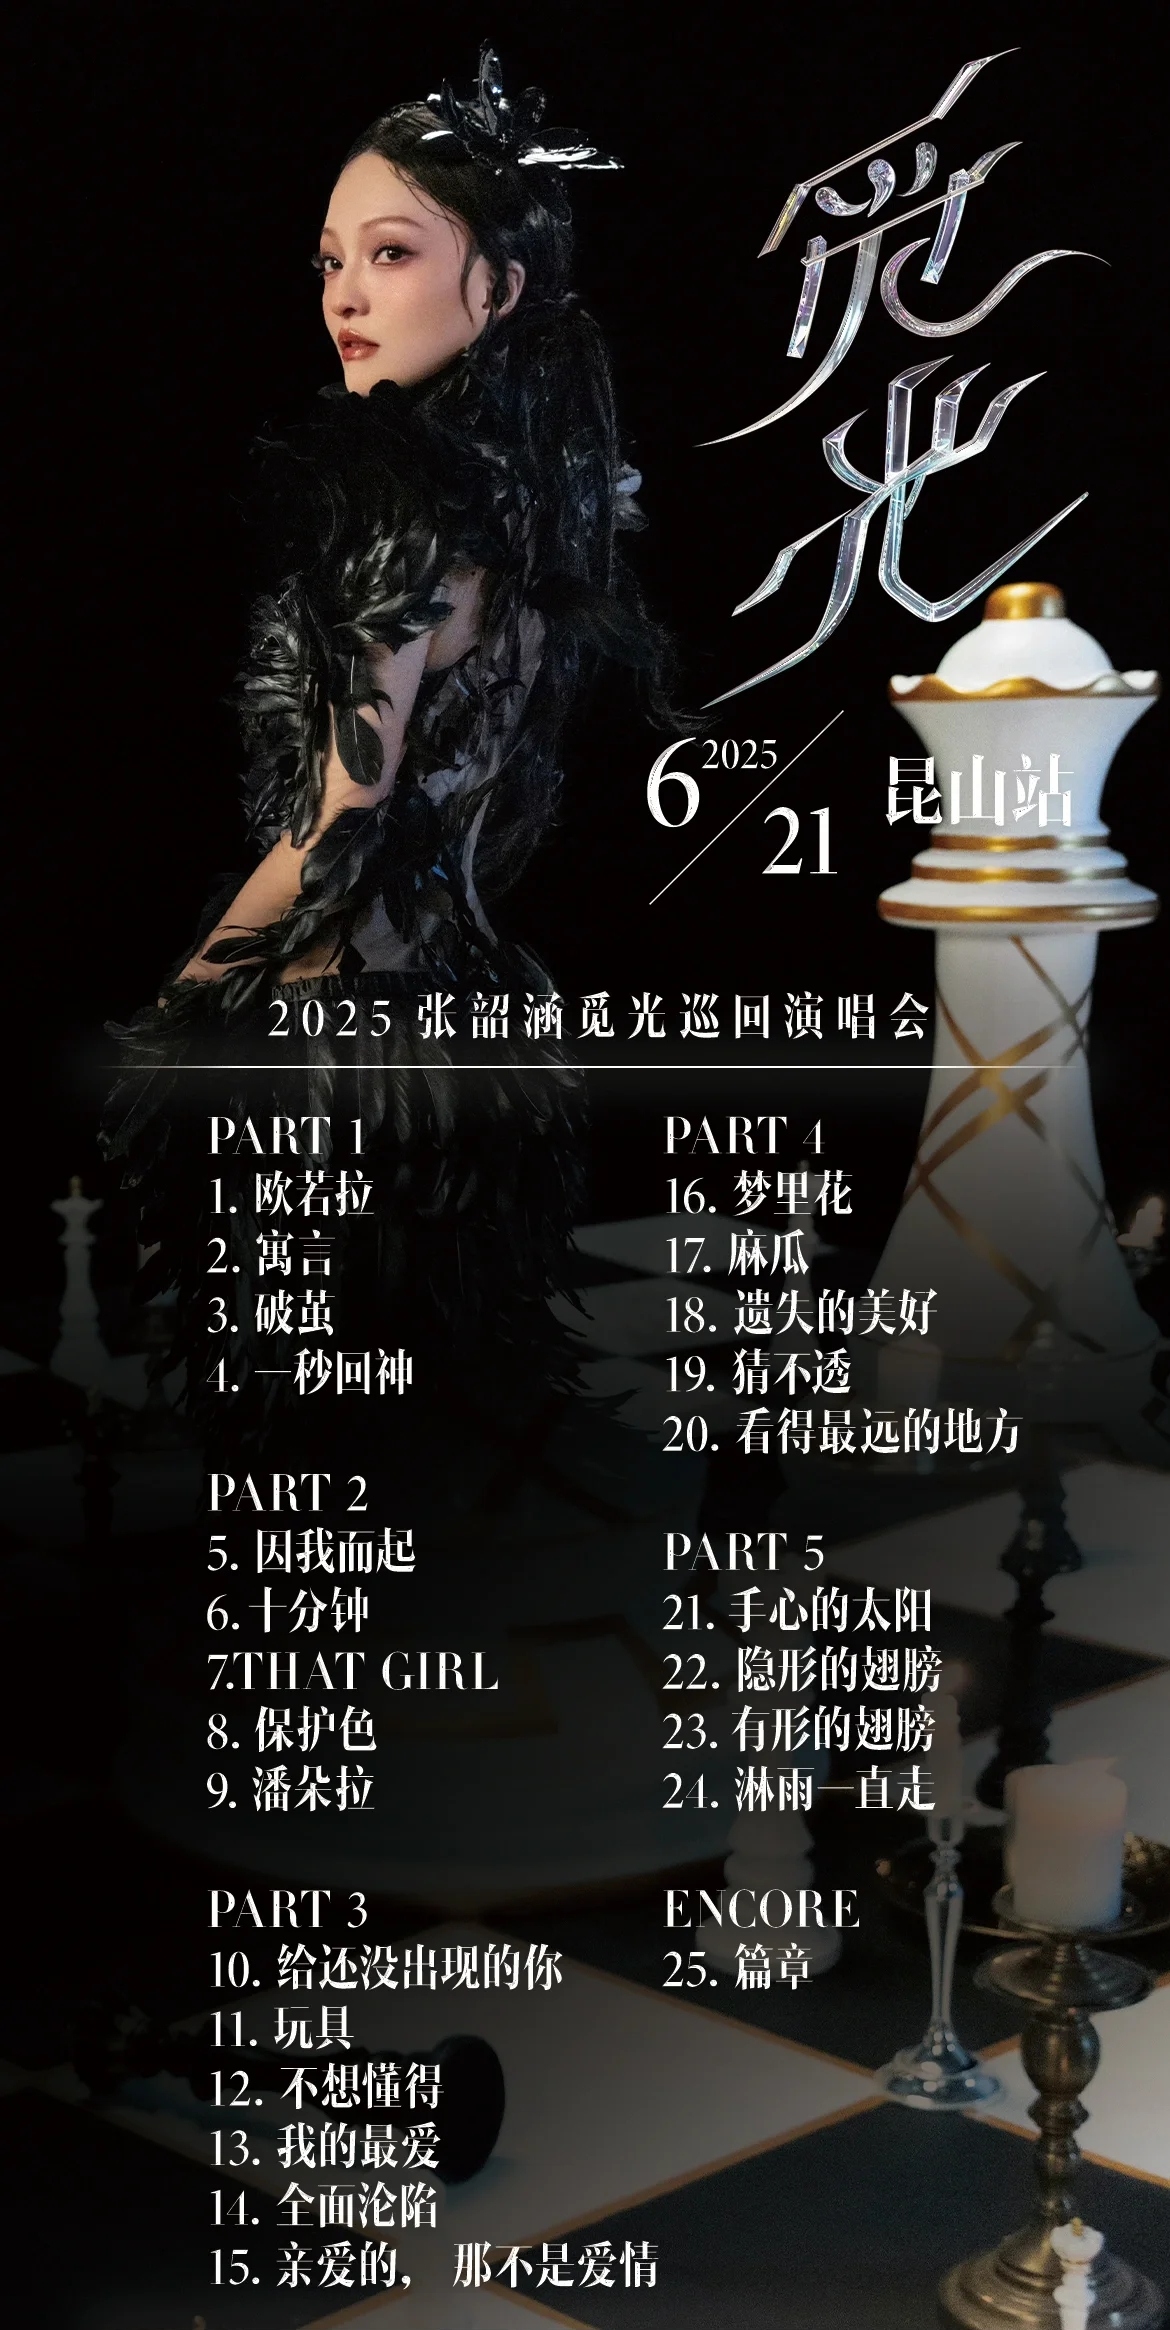 觅光
2025
6/21
昆山站
2025 张韶涵觅光巡回演唱会
PART 1
1. 欧若拉
2. 寓言
3. 破茧
4. 一秒回神
PART 2
5. 因我而起
6. 十分钟
7.THAT GIRL
8. 保护色
9. 潘朵拉
PART 3
10. 给还没出现的你
11. 玩具
12. 不想懂得
13. 我的最爱
14. 全面沦陷
15. 亲爱的， 那不是爱情
PART 4
16. 梦里花
17. 麻瓜
18. 遗失的美好
19. 猜不透
20. 看得最远的地方
PART 5
21. 手心的太阳
22. 隐形的翅膀
23. 有形的翅膀
24. 淋雨一直走
ENCORE
25. 篇章